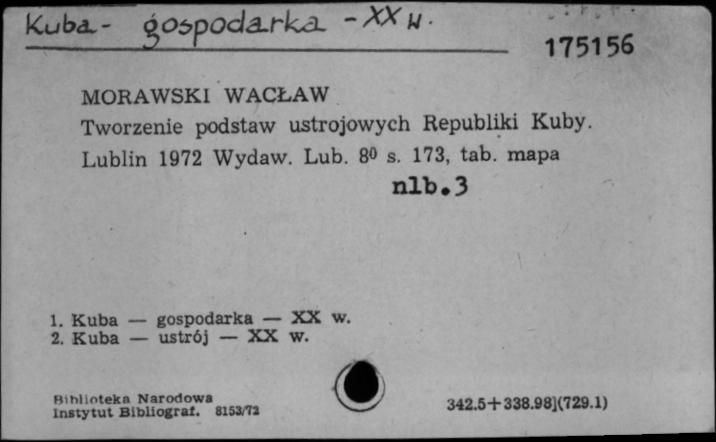 Kuba - gospodarka - XX w.
175156
MORAWSKI WACŁAW
Tworzenie podstaw ustrojowych Republiki Kuby.
Lublin 1972 Wydaw. Lub. 8⁰ s. 173, tab. mapa
nlb.3
1. Kuba — gospodarka — XX w.
2. Kuba — ustrój — XX w.
Biblioteka Narodowa
Instytut Bibliograf. 8153/72
342.5+338.98](729.1)